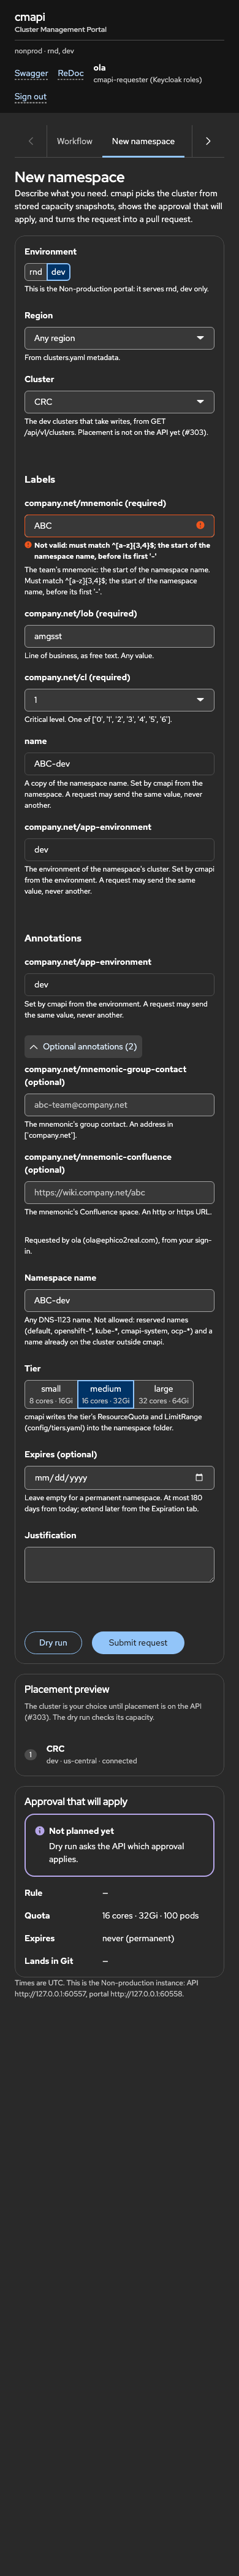 cmapi
Cluster Management Portal
nonprod · rnd, dev
Swagger ReDoc ola
cmapi-requester (Keycloak roles)
Sign out
Workflow New namespace
New namespace
Describe what you need. cmapi picks the cluster from
stored capacity snapshots, shows the approval that will
apply, and turns the request into a pull request.
Environment
rnd dev
This is the Non-production portal: it serves rnd, dev only.
Region
Any region
From clusters.yaml metadata.
Cluster
CRC
The dev clusters that take writes, from GET
/api/v1/clusters. Placement is not on the API yet (#303).
Labels
company.net/mnemonic (required)
ABC
Not valid: must match ^[a-z]{3,4}$; the start of the
namespace name, before its first '-'
The team's mnemonic: the start of the namespace name.
Must match ^[a-z]{3,4}$; the start of the namespace
name, before its first '-'.
company.net/lob (required)
amgsst
Line of business, as free text. Any value.
company.net/cl (required)
1
Critical level. One of ['0', '1', '2', '3', '4', '5', '6'].
name
ABC-dev
A copy of the namespace name. Set by cmapi from the
namespace. A request may send the same value, never
another.
company.net/app-environment
dev
The environment of the namespace's cluster. Set by cmapi
from the environment. A request may send the same
value, never another.
Annotations
company.net/app-environment
dev
Set by cmapi from the environment. A request may send
the same value, never another.
Optional annotations (2)
company.net/mnemonic-group-contact
(optional)
abc-team@company.net
The mnemonic's group contact. An address in
['company.net'].
company.net/mnemonic-confluence
(optional)
https://wiki.company.net/abc
The mnemonic's Confluence space. An http or https URL.
Requested by ola (ola@ephico2real.com), from your sign-
in.
Namespace name
ABC-dev
Any DNS-1123 name. Not allowed: reserved names
(default, openshift-*, kube-*, cmapi-system, ocp-*) and a
name already on the cluster outside cmapi.
Tier
small medium large
8 cores · 16Gi 16 cores · 32Gi 32 cores · 64Gi
cmapi writes the tier's ResourceQuota and LimitRange
(config/tiers.yaml) into the namespace folder.
Expires (optional)
mm/dd/yyyy
Leave empty for a permanent namespace. At most 180
days from today; extend later from the Expiration tab.
Justification
Dry run Submit request
Placement preview
The cluster is your choice until placement is on the API
(#303). The dry run checks its capacity.
1 CRC
dev · us-central · connected
Approval that will apply
Not planned yet
Dry run asks the API which approval
applies.
Rule –
Quota 16 cores · 32Gi · 100 pods
Expires never (permanent)
Lands in Git –
Times are UTC. This is the Non-production instance: API
http://127.0.0.1:60557, portal http://127.0.0.1:60558.